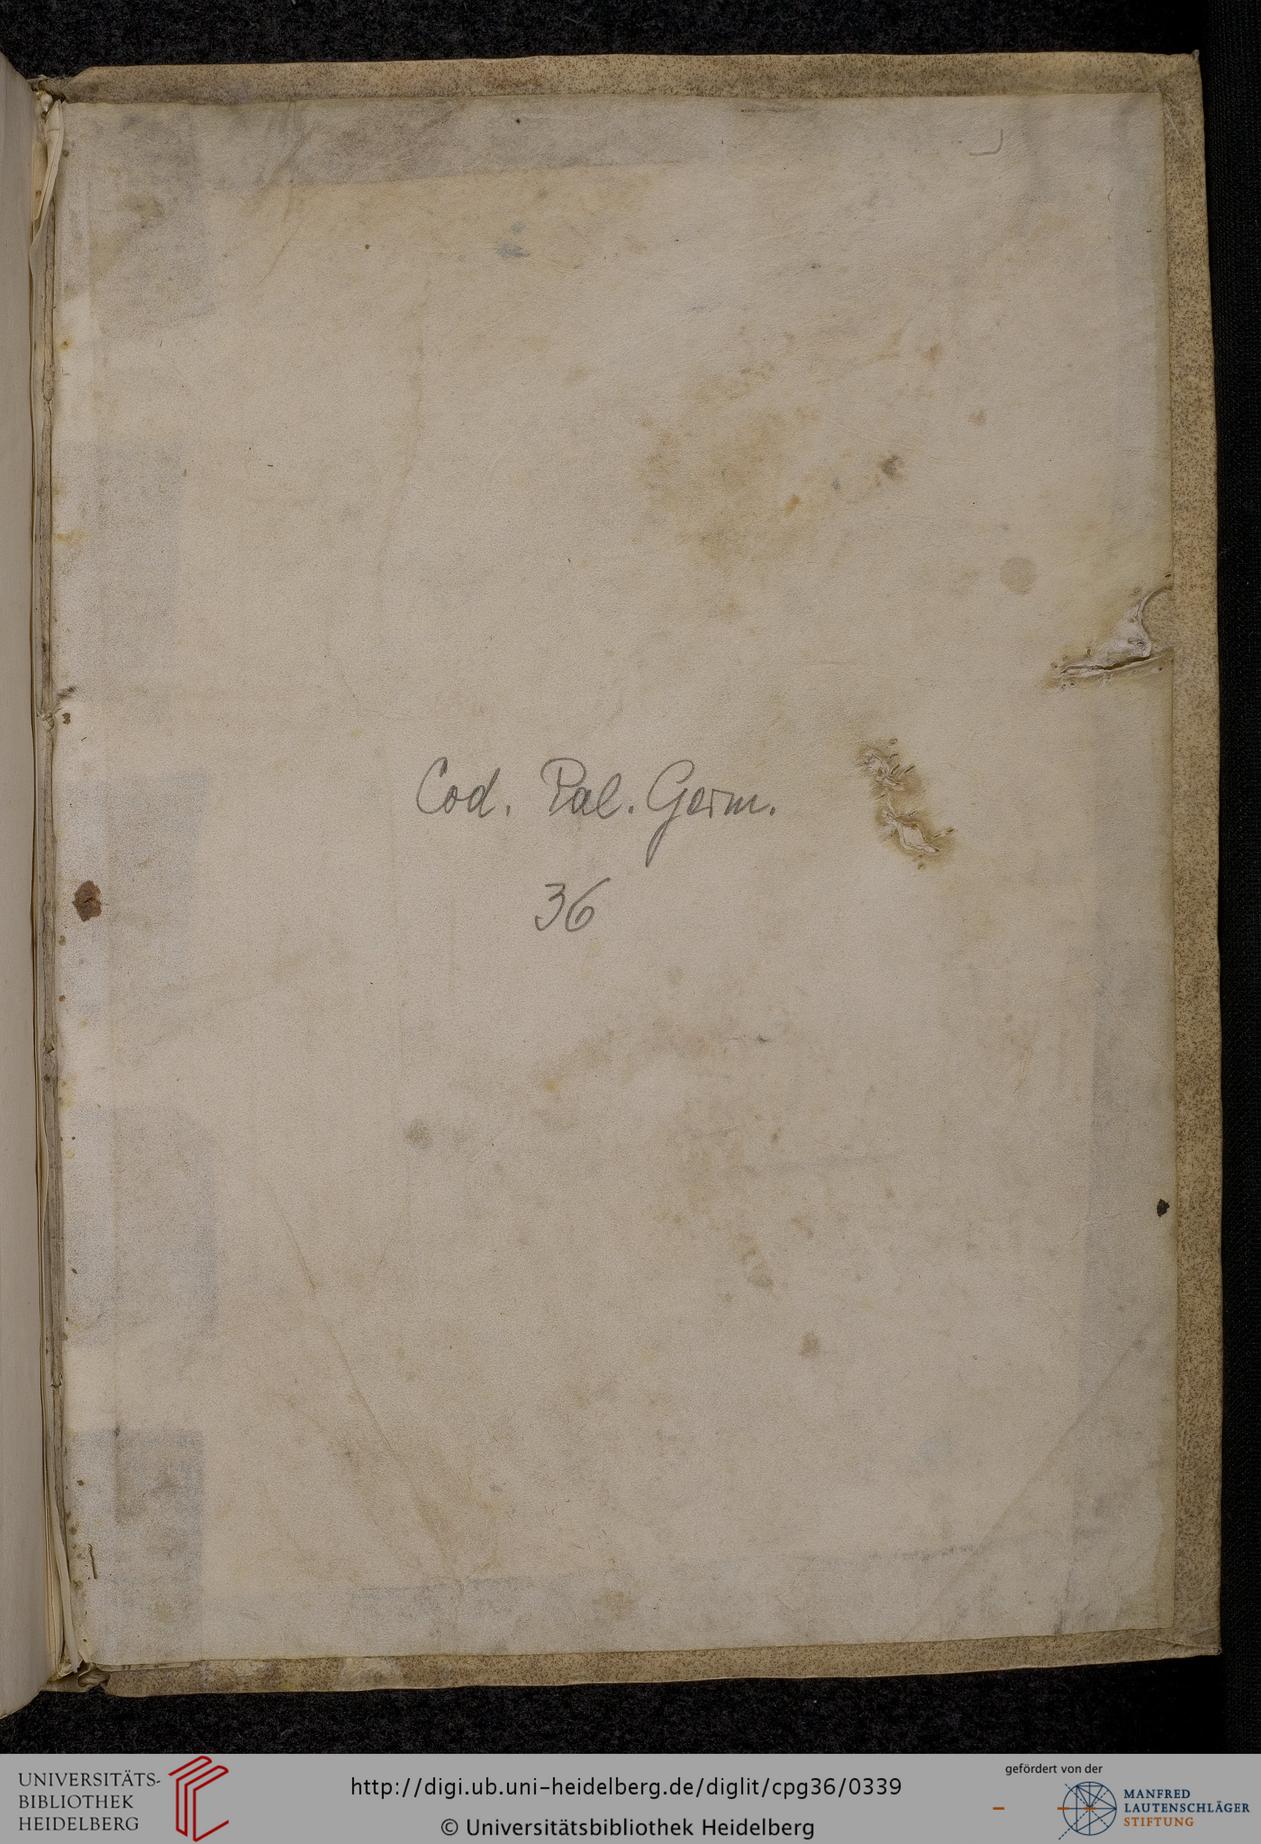 Cod. Pal. Germ.
36
UNIVERSITÄTS-
BIBLIOTHEK
HEIDELBERG
http://digi.ub.uni-heidelberg.de/diglit/cpg36/0339
© Universitätsbibliothek Heidelberg
gefördert von der
MANFRED
LAUTENSCHLÄGER
STIFTUNG